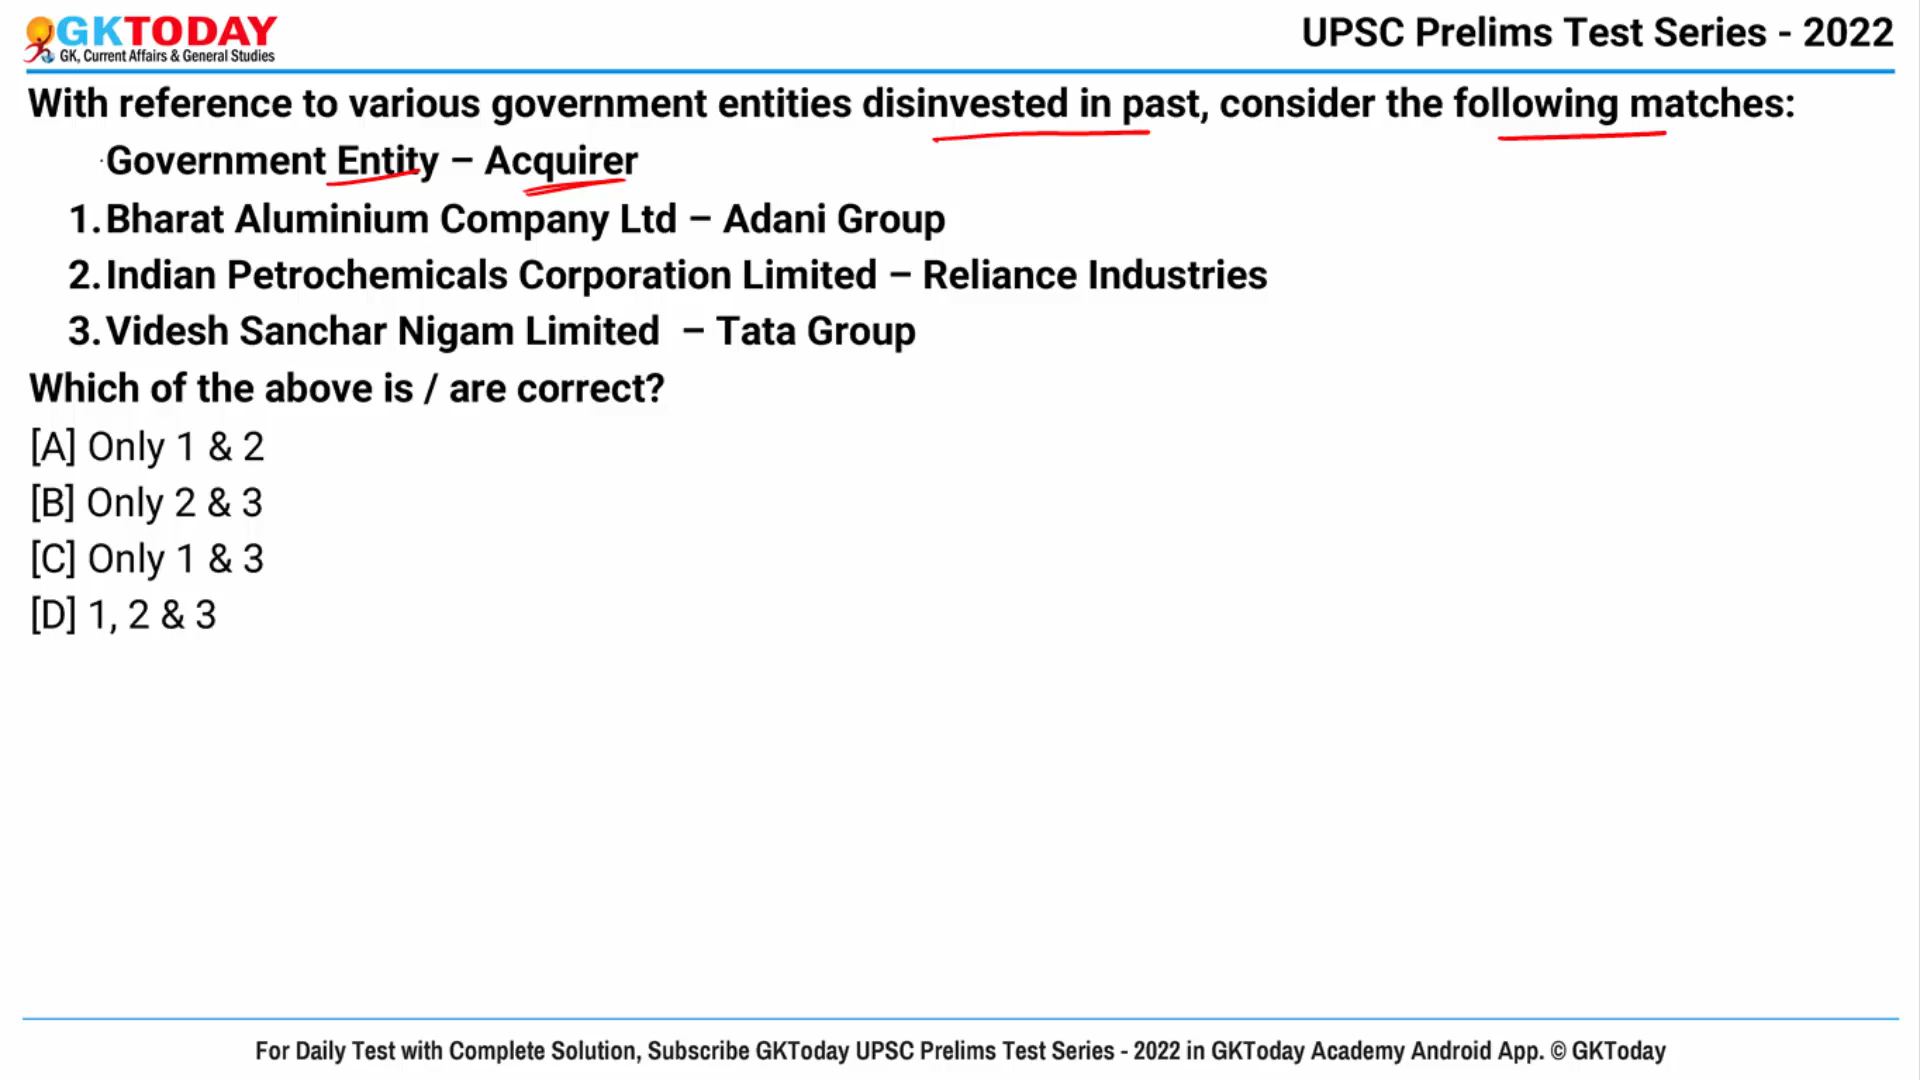 GKTODAY
GK, Current Affairs & General Studies
UPSC Prelims Test Series - 2022
With reference to various government entities disinvested in past, consider the following matches:
Government Entity – Acquirer
1. Bharat Aluminium Company Ltd – Adani Group
2. Indian Petrochemicals Corporation Limited – Reliance Industries
3. Videsh Sanchar Nigam Limited – Tata Group
Which of the above is / are correct?
[A] Only 1 & 2
[B] Only 2 & 3
[C] Only 1 & 3
[D] 1, 2 & 3
For Daily Test with Complete Solution, Subscribe GKToday UPSC Prelims Test Series - 2022 in GKToday Academy Android App. © GKToday